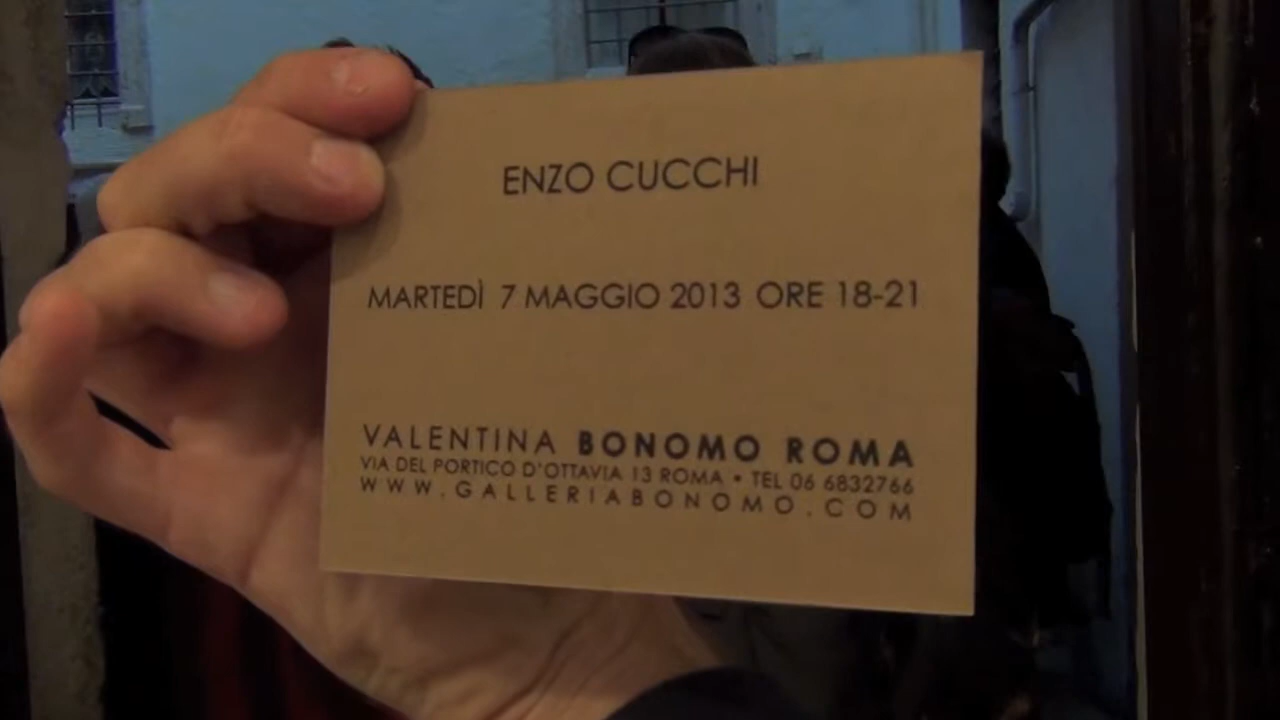 ENZO CUCCHI
MARTEDÌ 7 MAGGIO 2013 ORE 18-21
VALENTINA BONOMO ROMA
VIA DEL PORTICO D'OTTAVIA 13 ROMA • TEL 06 6832766
WWW.GALLERIABONOMO.COM